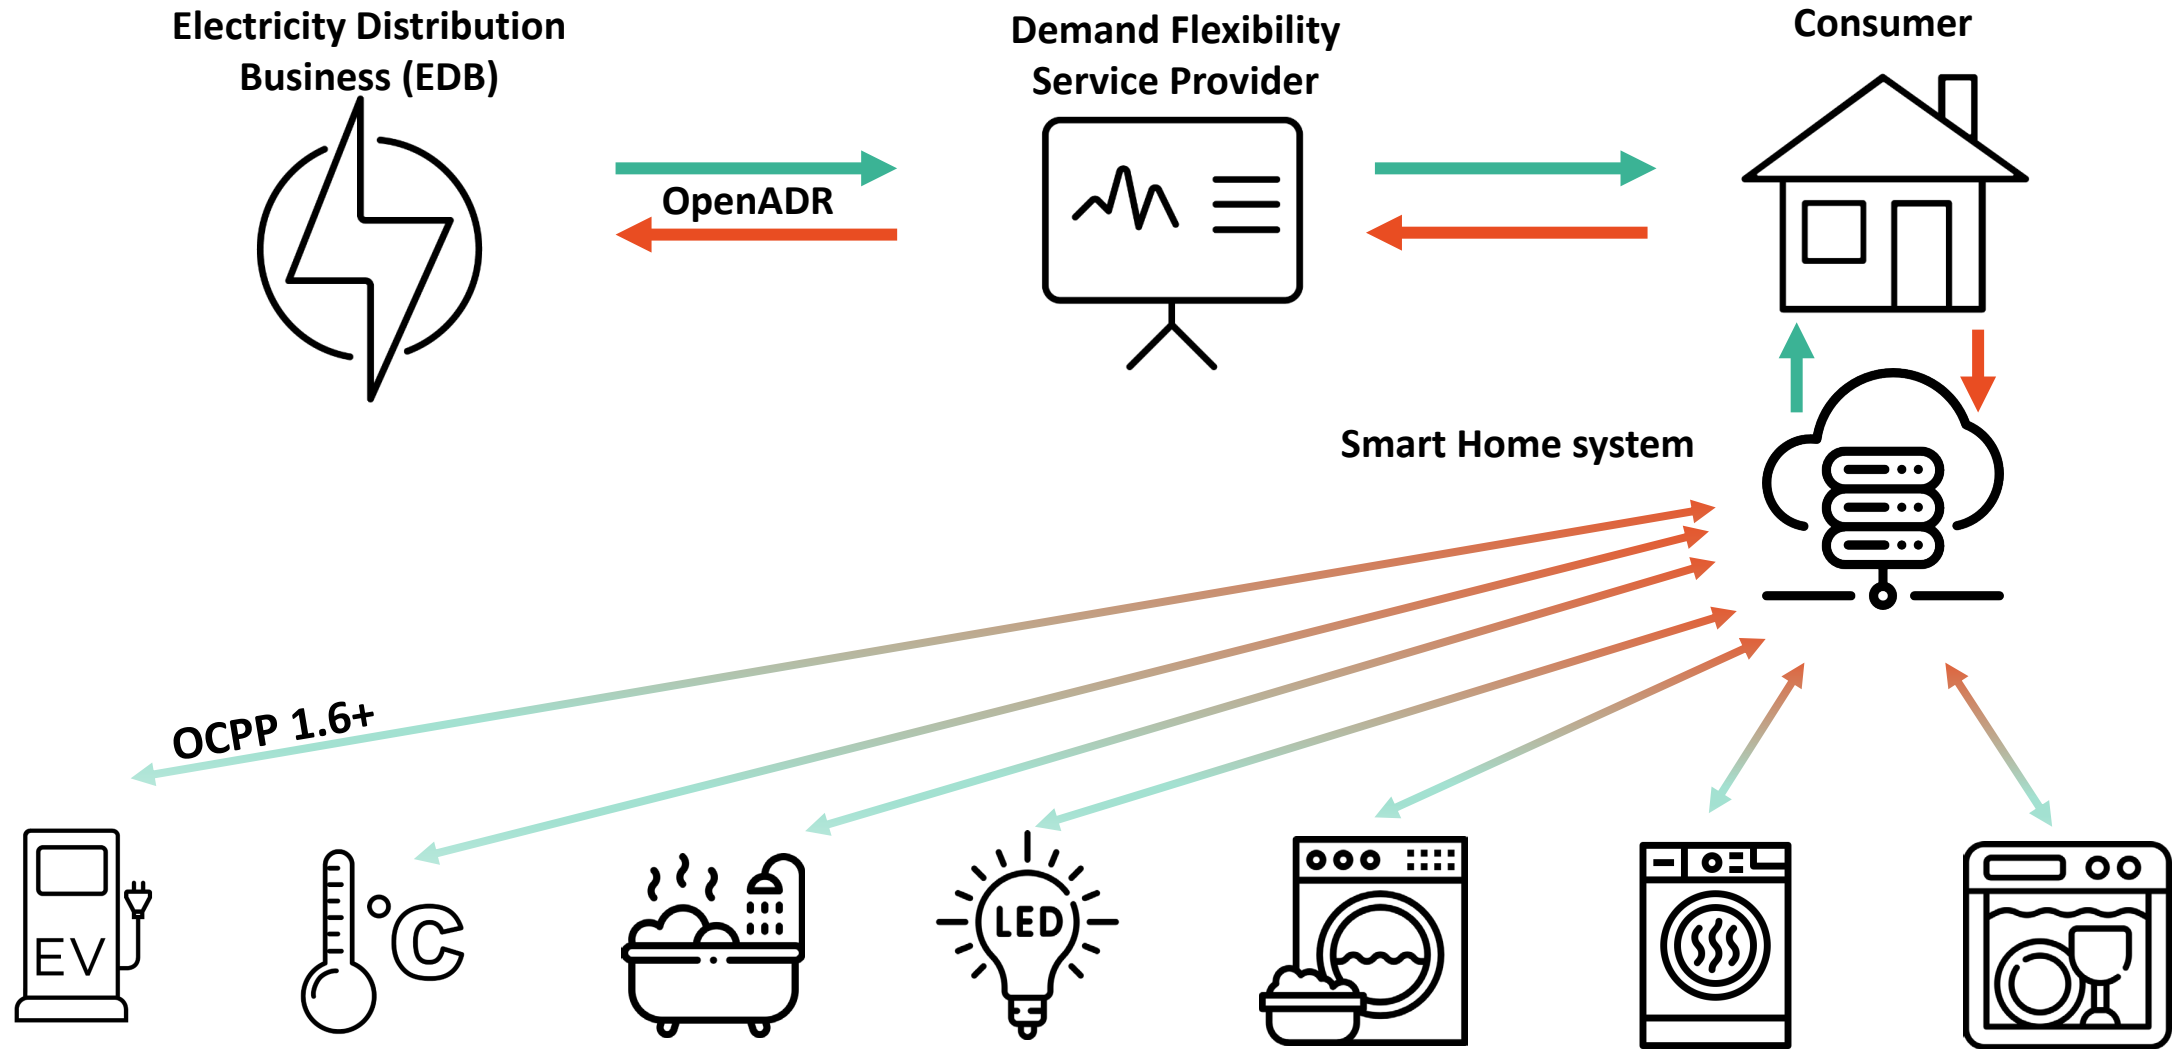 Electricity Distribution
Business (EDB)
Demand Flexibility
Service Provider
Consumer
OpenADR
Smart Home system
OCPP 1.6+
EV
°C
LED